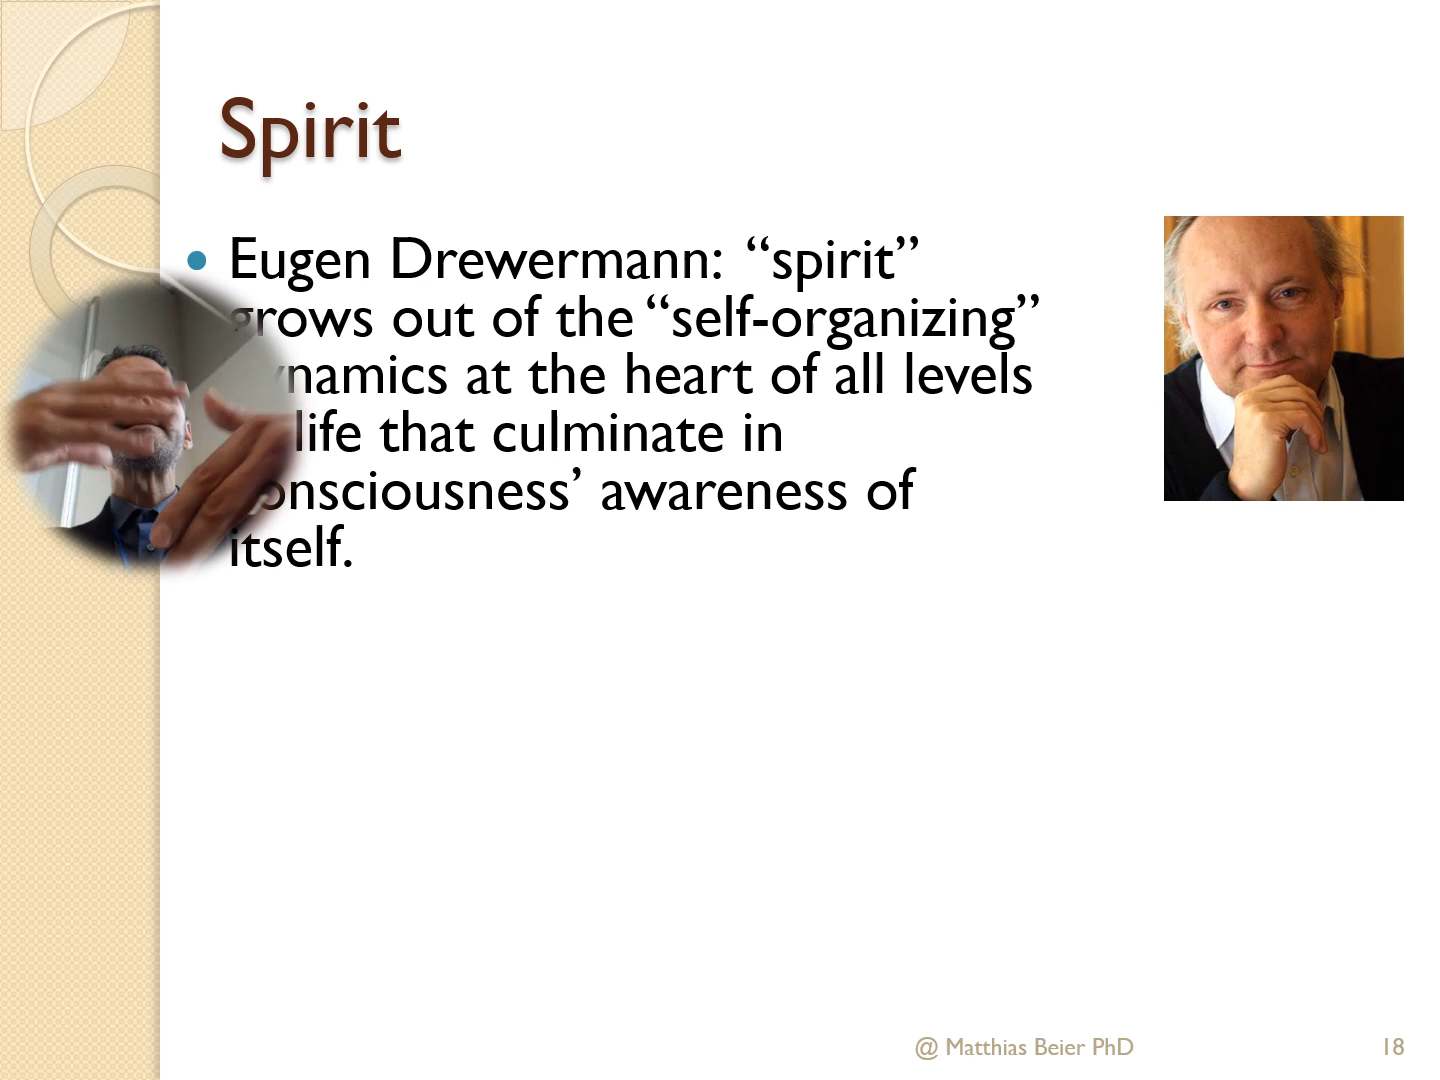 Spirit
• Eugen Drewermann: “spirit”
grows out of the “self-organizing”
dynamics at the heart of all levels
life that culminate in
consciousness’ awareness of
itself.
@ Matthias Beier PhD
18